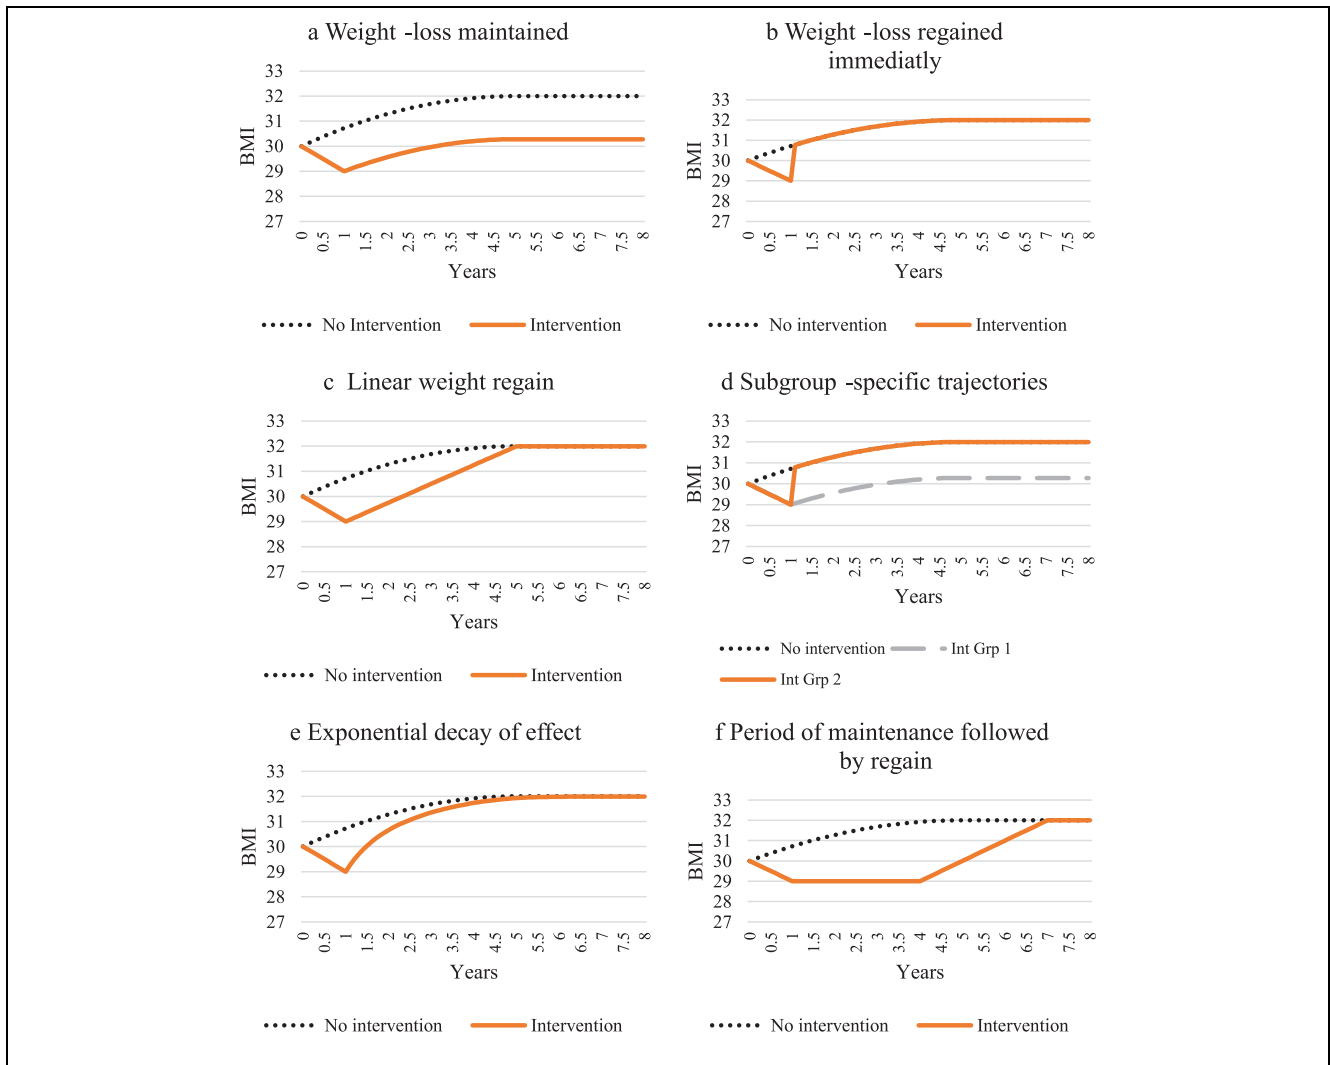 a Weight -loss maintained
33
32
31
30
29
28
27
BMI
0 0.5 1 1.5 2 2.5 3 3.5 4 4.5 5 5.5 6 6.5 7 7.5 8
Years
No Intervention Intervention
b Weight -loss regained
immediatly
33
32
31
30
29
28
27
BMI
0 0.5 1 1.5 2 2.5 3 3.5 4 4.5 5 5.5 6 6.5 7 7.5 8
Years
No intervention Intervention
c Linear weight regain
33
32
31
30
29
28
27
BMI
0 0.5 1 1.5 2 2.5 3 3.5 4 4.5 5 5.5 6 6.5 7 7.5 8
Years
No intervention Intervention
d Subgroup -specific trajectories
33
32
31
30
29
28
27
BMI
0 0.5 1 1.5 2 2.5 3 3.5 4 4.5 5 5.5 6 6.5 7 7.5 8
Years
No intervention Int Grp 1
Int Grp 2
e Exponential decay of effect
33
32
31
30
29
28
27
BMI
0 0.5 1 1.5 2 2.5 3 3.5 4 4.5 5 5.5 6 6.5 7 7.5 8
Years
No intervention Intervention
f Period of maintenance followed
by regain
33
32
31
30
29
28
27
BMI
0 0.5 1 1.5 2 2.5 3 3.5 4 4.5 5 5.5 6 6.5 7 7.5 8
Years
No intervention Intervention